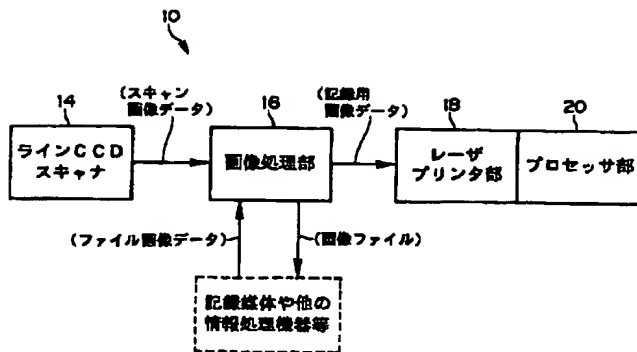 10
14
(スキャン
画像データ)
16
(記録用
画像データ)
18
20
ラインCCD
スキャナ
画像処理部
レーザ
プリンタ部
プロセッサ部
(ファイル画像データ)
(画像ファイル)
記録媒体や他の
情報処理機器等